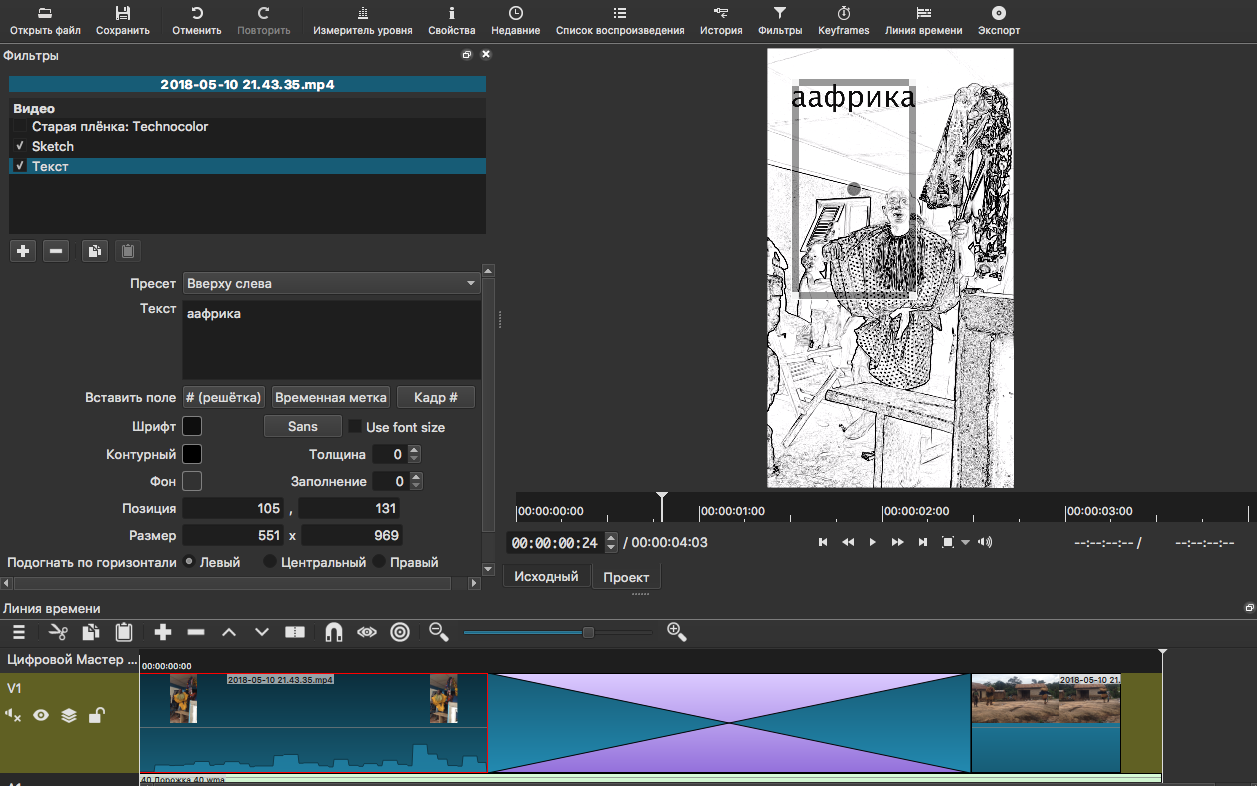 Открыть файл Сохранить Отменить Повторить Измеритель уровня Свойства Недавние Список воспроизведения История Фильтры Keyframes Линия времени Экспорт
Фильтры
2018-05-10 21.43.35.mp4
Видео
Старая плёнка: Technocolor
Sketch
Текст
Пресет Вверху слева
Текст аафрика
Вставить поле # (решётка) Временная метка Кадр #
Шрифт Sans Use font size
Контурный Толщина 0
Фон Заполнение 0
Позиция 105 , 131
Размер 551 x 969
Подогнать по горизонтали Левый Центральный Правый
аафрика
00:00:00:00 00:00:01:00 00:00:02:00 00:00:03:00
00:00:00:24 / 00:00:04:03 --:--:--:-- / --:--:--:--
Исходный Проект
Линия времени
Цифровой Мастер ... 00:00:00:00
V1
2018-05-10 21.43.35.mp4 2018-05-10 21.
40 Дорожка 40.wma